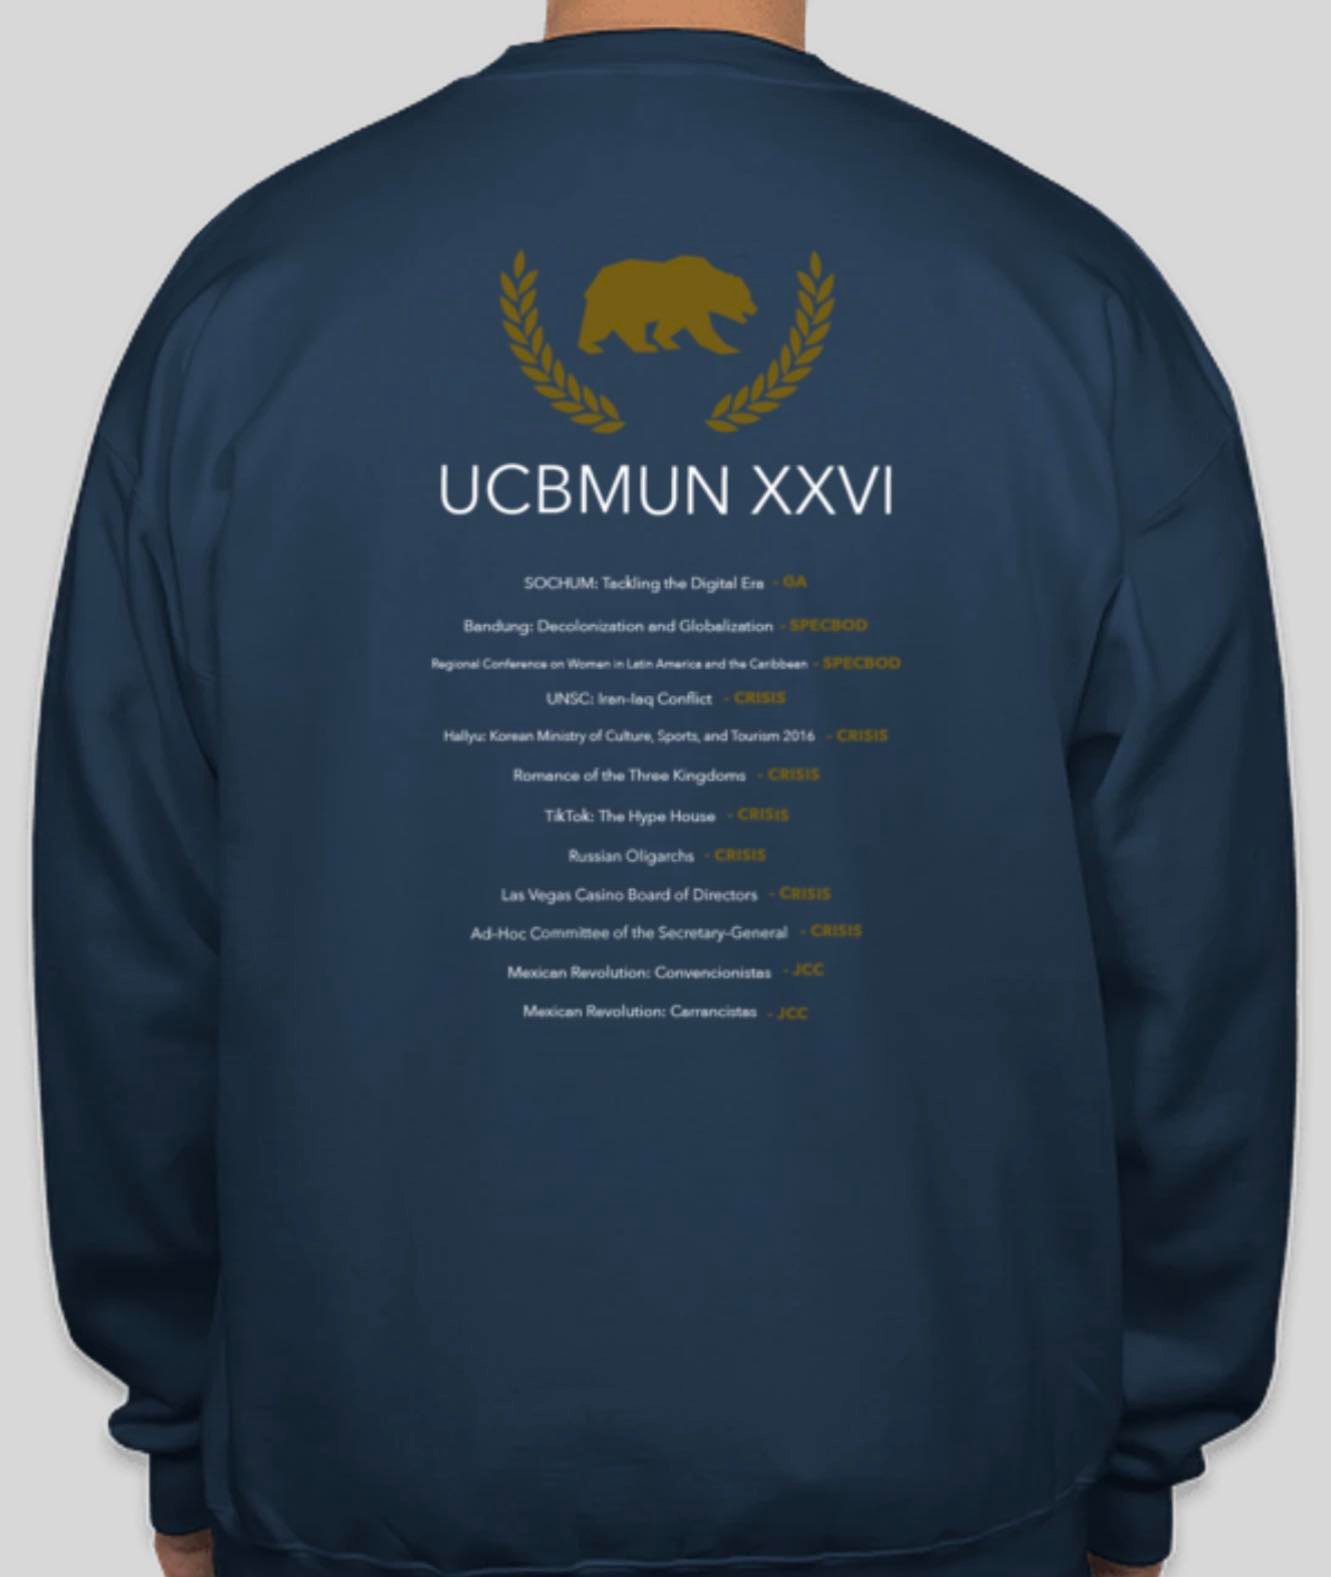 UCBMUN XXVI
SOCHUM: Tackling the Digital Era - GA
Bandung: Decolonization and Globalization - SPECBOD
Regional Conference on Women in Latin America and the Caribbean - SPECBOD
UNSC: Iran-Iaq Conflict - CRISIS
Hallyu: Korean Ministry of Culture, Sports, and Tourism 2016 - CRISIS
Romance of the Three Kingdoms - CRISIS
TikTok: The Hype House - CRISIS
Russian Oligarchs - CRISIS
Las Vegas Casino Board of Directors - CRISIS
Ad-Hoc Committee of the Secretary-General - CRISIS
Mexican Revolution: Convencionistas - JCC
Mexican Revolution: Carrancistas - JCC